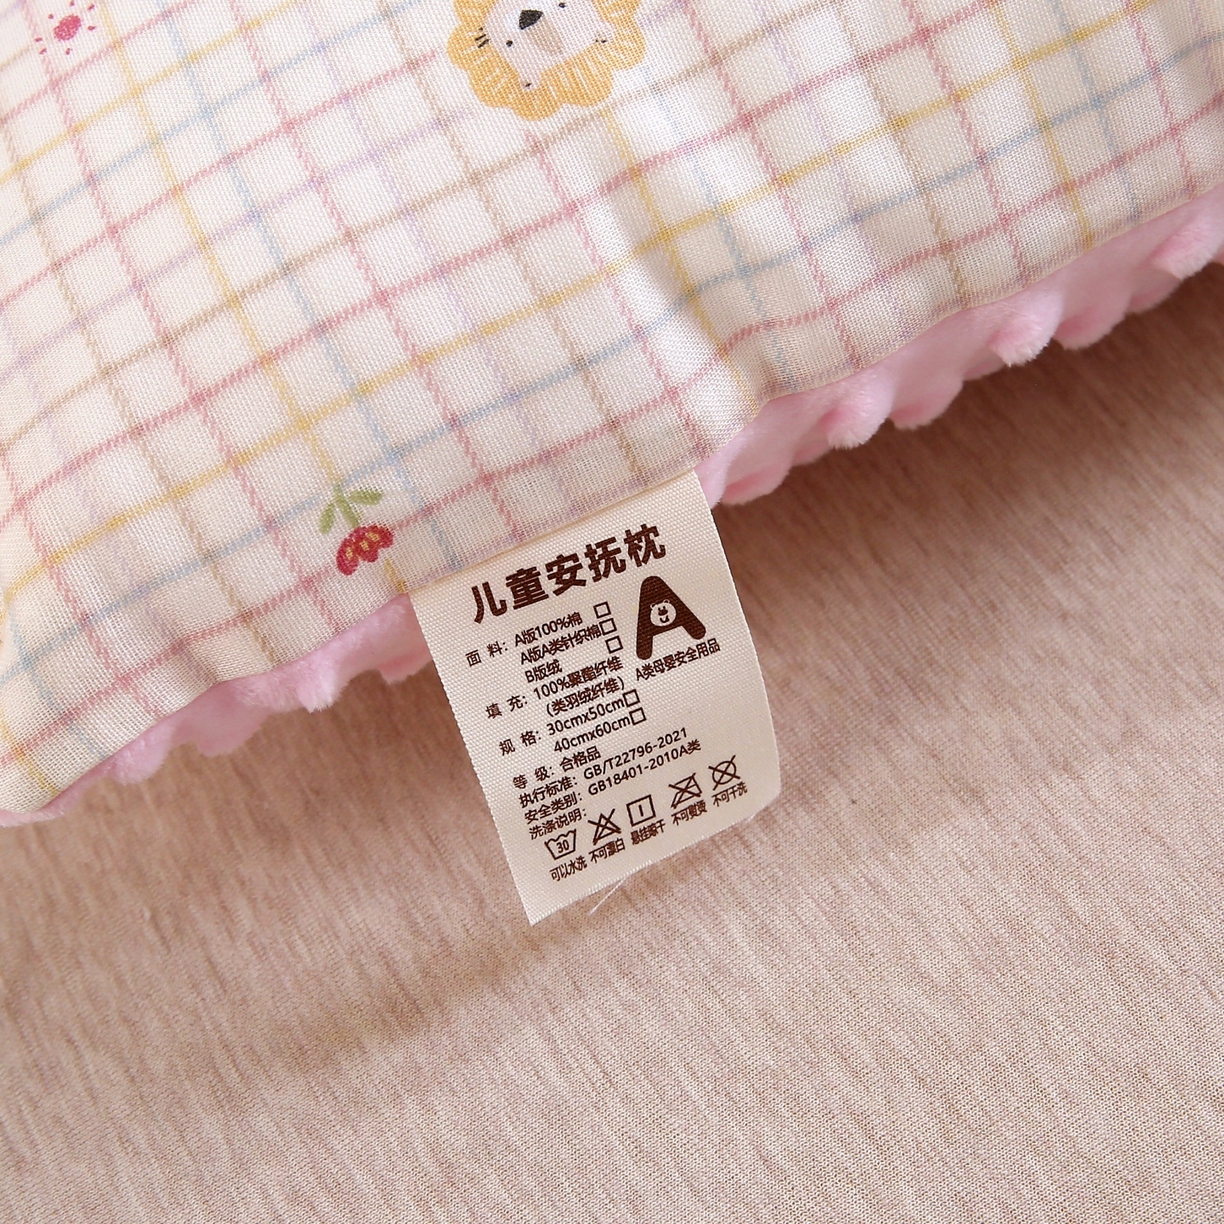 儿童安抚枕
面 料: A版100%棉□
A版A类针织棉□
B版绒 □
A类母婴安全用品
填 充: 100%聚酯纤维
(类羽绒纤维)
规 格: 30cmx50cm□
40cmx60cm□
等 级: 合格品
执行标准: GB/T22796-2021
安全类别: GB18401-2010A类
洗涤说明:
30
可以水洗 不可漂白 悬挂晾干 不可熨烫 不可干洗